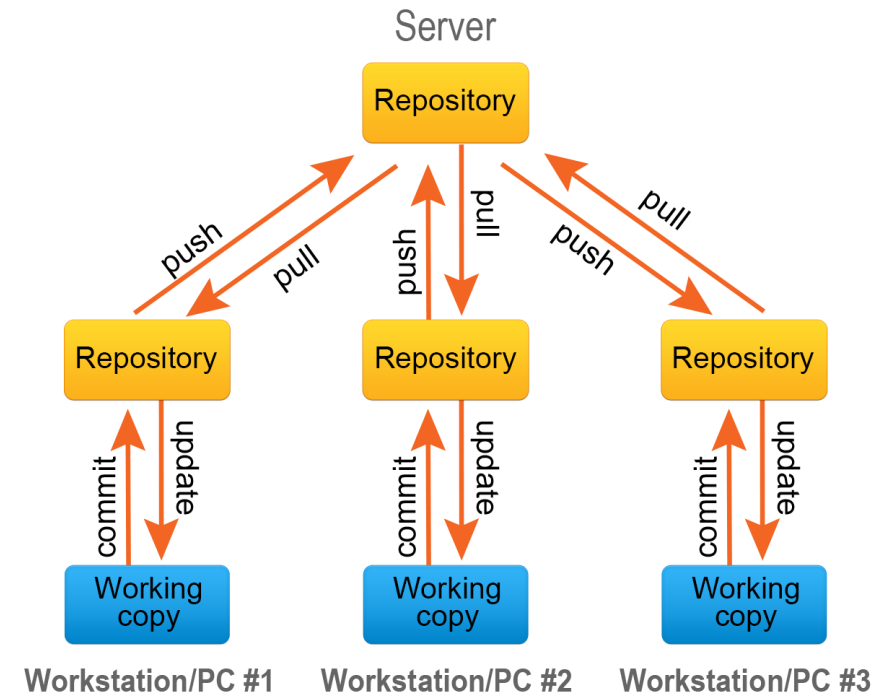 Server
Repository
push
pull
push
pull
push
pull
Repository
Repository
Repository
commit
update
commit
update
commit
update
Working
copy
Working
copy
Working
copy
Workstation/PC #1
Workstation/PC #2
Workstation/PC #3